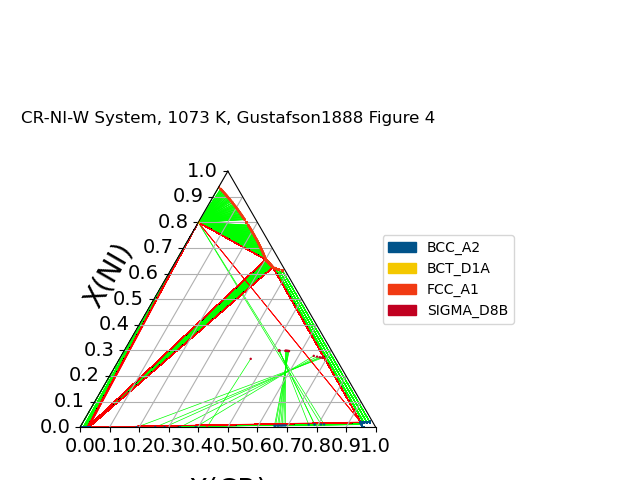 CR-NI-W System, 1073 K, Gustafson1888 Figure 4
1.0
0.9
0.8
0.7
0.6
0.5
0.4
0.3
0.2
0.1
0.0
X(NI)
0.00.10.20.30.40.50.60.70.80.91.0
X(CR)
BCC_A2
BCT_D1A
FCC_A1
SIGMA_D8B